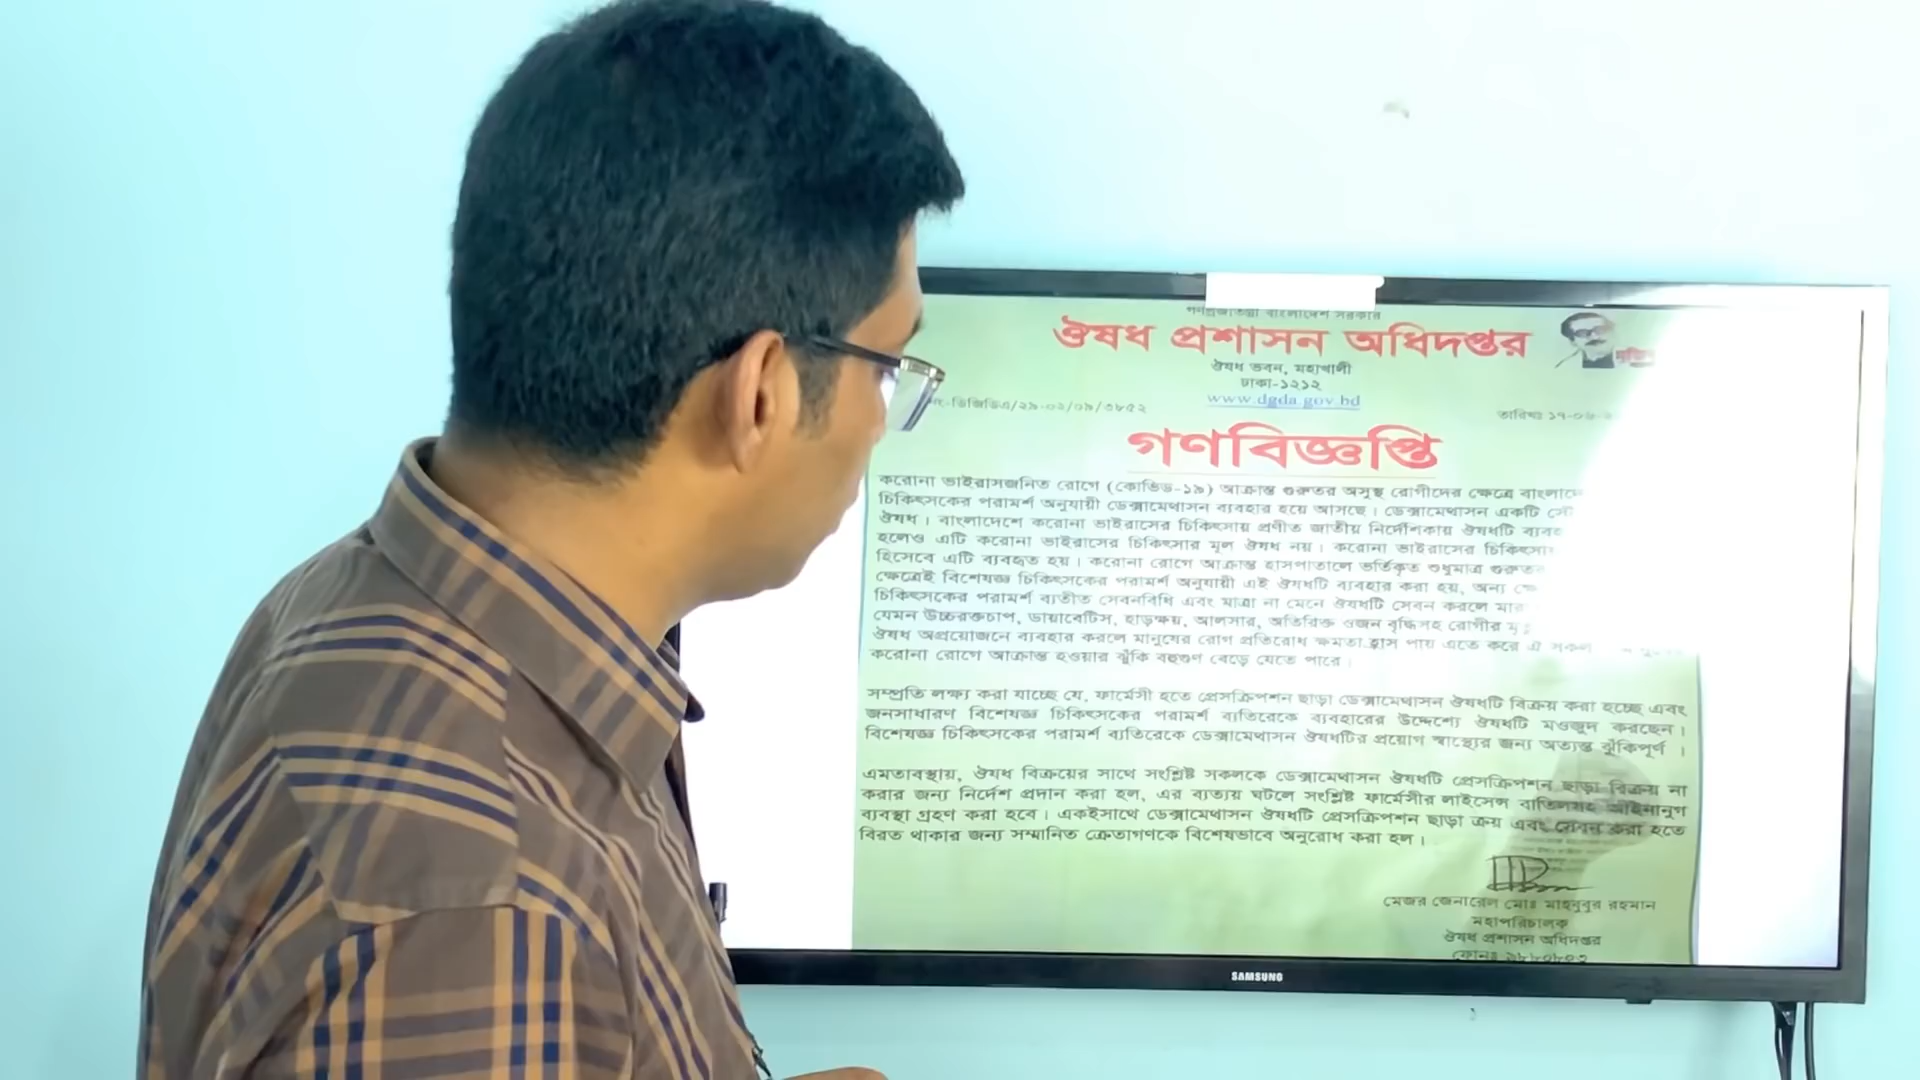 গণপ্রজাতন্ত্রী বাংলাদেশ সরকার
ঔষধ প্রশাসন অধিদপ্তর
ঔষধ ভবন, মহাখালী
ঢাকা-১২১২
www.dgda.gov.bd
নং-ডিজিডিএ/২৯-০২/০৯/৩৮৫২
তারিখঃ ১৭-০৬-
গণবিজ্ঞপ্তি
করোনা ভাইরাসজনিত রোগে (কোভিড-১৯) আক্রান্ত গুরুতর অসুস্থ রোগীদের ক্ষেত্রে
চিকিৎসকের পরামর্শ অনুযায়ী ডেক্সামেথাসন ব্যবহার হয়ে আসছে। ডেক্সামেথাসন একটি
ঔষধ। বাংলাদেশে করোনা ভাইরাসের চিকিৎসায় প্রণীত জাতীয় নির্দেশিকায় ঔষধটি
হলেও এটি করোনা ভাইরাসের চিকিৎসার মূল ঔষধ নয়। করোনা ভাইরাসের
হিসেবে এটি ব্যবহৃত হয়। করোনা রোগে আক্রান্ত হাসপাতালে ভর্তিকৃত শুধুমাত্র
ক্ষেত্রেই বিশেষজ্ঞ চিকিৎসকের পরামর্শ অনুযায়ী এই ঔষধটি ব্যবহার করা হয়, অন্য
চিকিৎসকের পরামর্শ ব্যতীত সেবনবিধি এবং মাত্রা না মেনে ঔষধটি সেবন করলে
যেমন উচ্চরক্তচাপ, ডায়াবেটিস, হাড়ক্ষয়, আলসার, অতিরিক্ত ওজন বৃদ্ধিসহ রোগীর
ঔষধ অপ্রয়োজনে ব্যবহার করলে মানুষের রোগ প্রতিরোধ ক্ষমতা হ্রাস পায় এতে করে ঐ সকল
করোনা রোগে আক্রান্ত হওয়ার ঝুঁকি বহুগুণ বেড়ে যেতে পারে।
সম্প্রতি লক্ষ্য করা যাচ্ছে যে, ফার্মেসী হতে প্রেসক্রিপশন ছাড়া ডেক্সামেথাসন ঔষধটি বিক্রয় করা হচ্ছে এবং
জনসাধারণ বিশেষজ্ঞ চিকিৎসকের পরামর্শ ব্যতিরেকে ব্যবহারের উদ্দেশ্যে ঔষধটি মওজুদ করছেন।
বিশেষজ্ঞ চিকিৎসকের পরামর্শ ব্যতিরেকে ডেক্সামেথাসন ঔষধটির প্রয়োগ স্বাস্থ্যের জন্য অত্যন্ত ঝুঁকিপূর্ণ ।
এমতাবস্থায়, ঔষধ বিক্রয়ের সাথে সংশ্লিষ্ট সকলকে ডেক্সামেথাসন ঔষধটি প্রেসক্রিপশন ছাড়া বিক্রয় না
করার জন্য নির্দেশ প্রদান করা হল, এর ব্যত্যয় ঘটলে সংশ্লিষ্ট ফার্মেসীর লাইসেন্স বাতিলসহ আইনানুগ
ব্যবস্থা গ্রহণ করা হবে। একইসাথে ডেক্সামেথাসন ঔষধটি প্রেসক্রিপশন ছাড়া ক্রয় এবং সেবন করা হতে
বিরত থাকার জন্য সম্মানিত ক্রেতাগণকে বিশেষভাবে অনুরোধ করা হল।
মেজর জেনারেল মোঃ মাহবুবুর রহমান
মহাপরিচালক
ঔষধ প্রশাসন অধিদপ্তর
ফোনঃ ৯৮৮০৮০৩
SAMSUNG